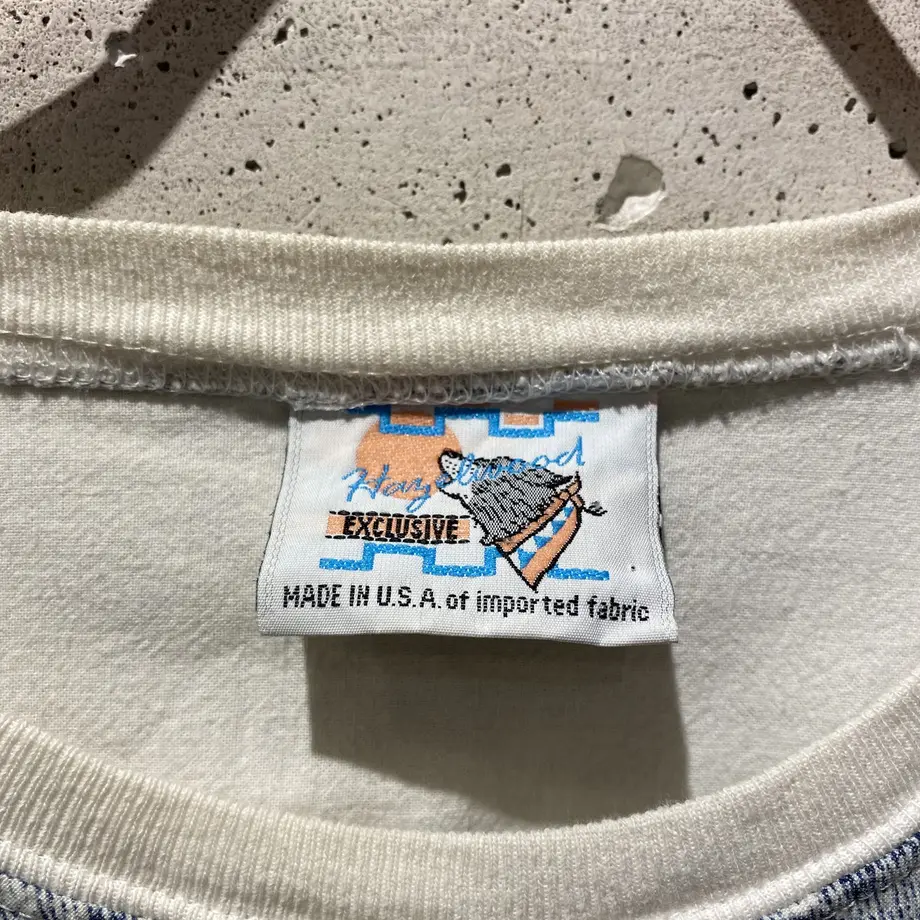 Hazelwood
EXCLUSIVE
MADE IN U.S.A. of imported fabric